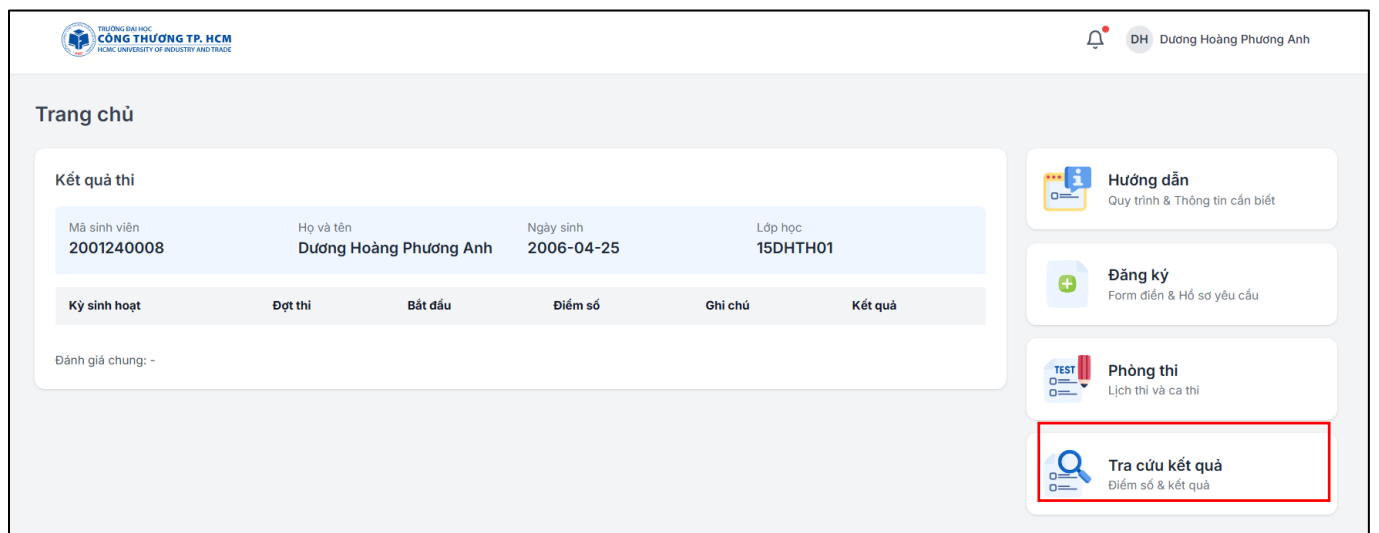 TRƯỜNG ĐẠI HỌC
CÔNG THƯƠNG TP. HCM
HCMC UNIVERSITY OF INDUSTRY AND TRADE
DH Dương Hoàng Phương Anh
Trang chủ
Kết quả thi
Mã sinh viên Họ và tên Ngày sinh Lớp học
2001240008 Dương Hoàng Phương Anh 2006-04-25 15DHTH01
Kỳ sinh hoạt Đợt thi Bắt đầu Điểm số Ghi chú Kết quả
Đánh giá chung: -
Hướng dẫn
Quy trình & Thông tin cần biết
Đăng ký
Form điền & Hồ sơ yêu cầu
TEST
Phòng thi
Lịch thi và ca thi
Tra cứu kết quả
Điểm số & kết quả